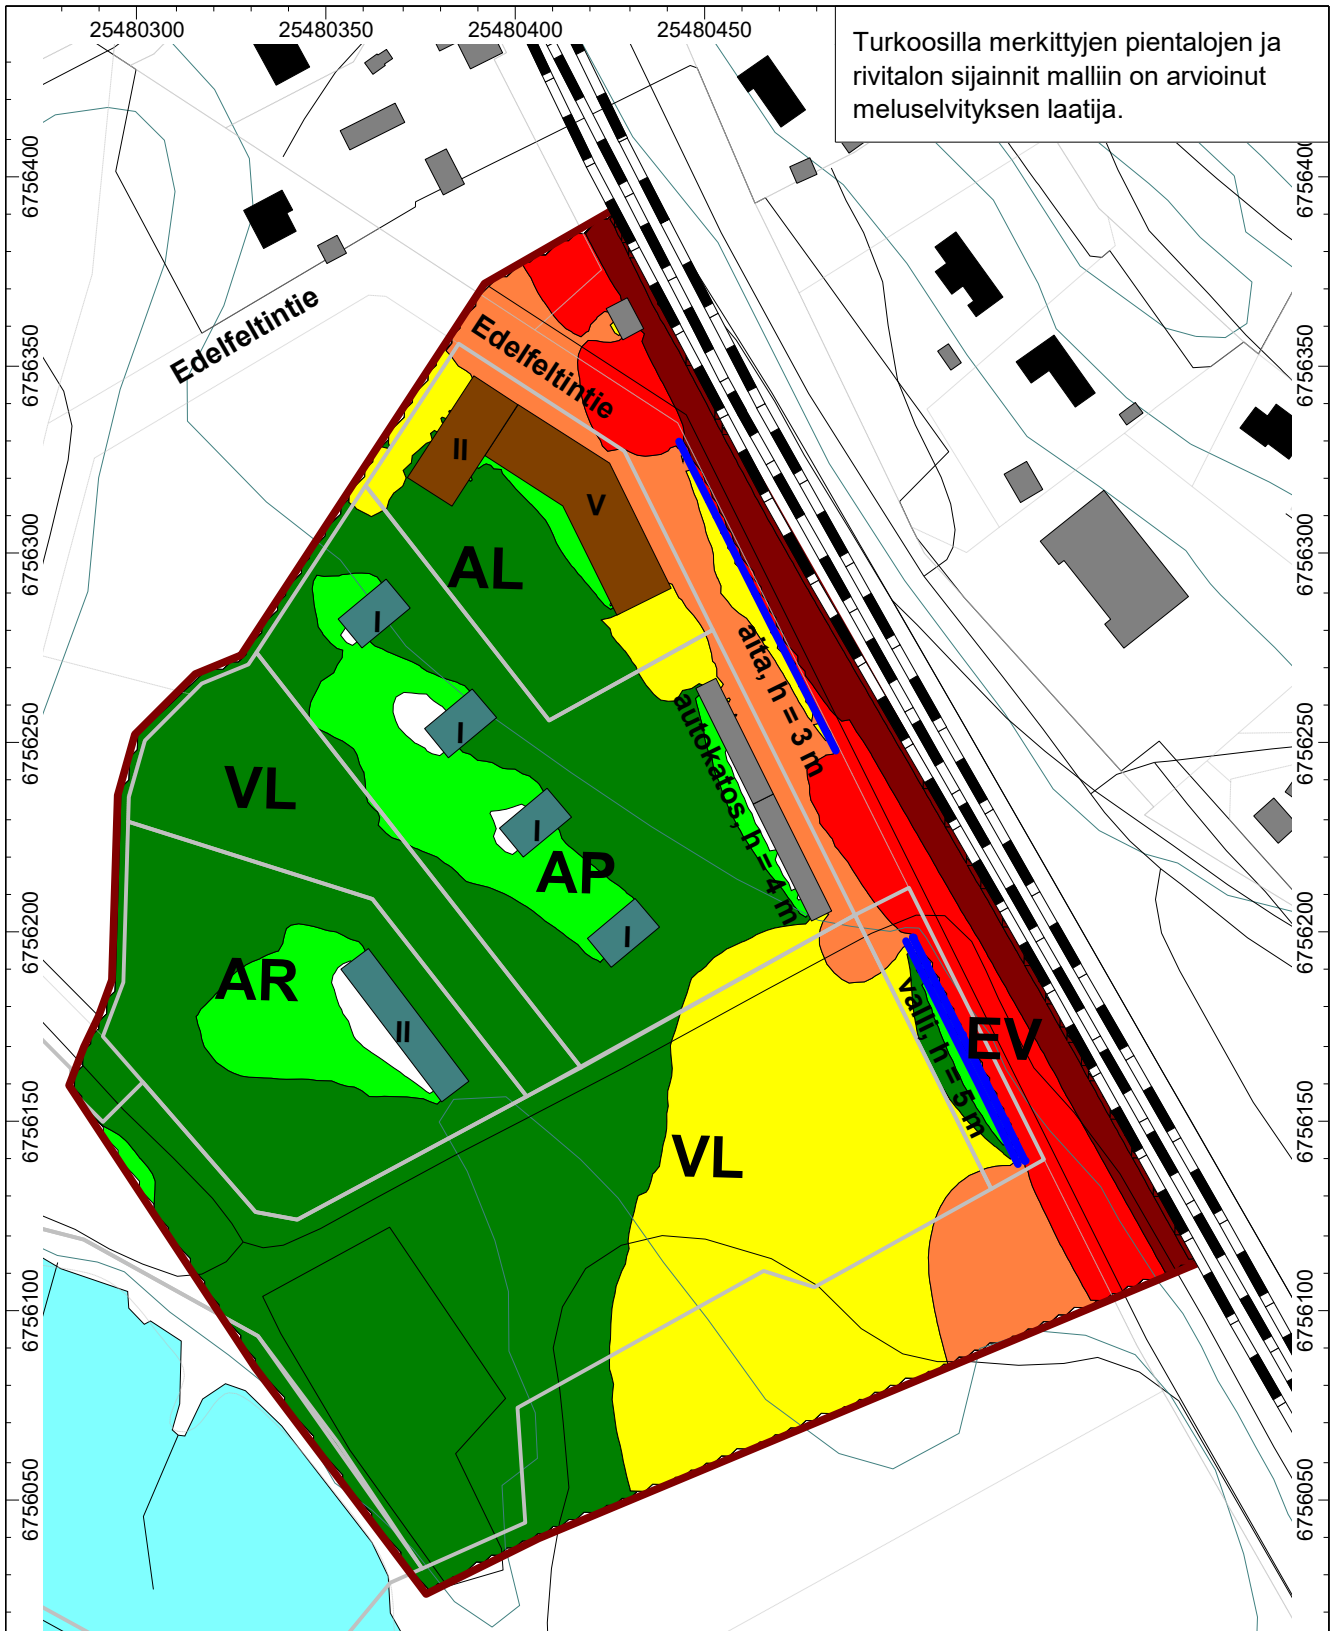 25480300 25480350 25480400 25480450
Turkoosilla merkittyjen pientalojen ja
rivitalon sijainnit malliin on arvioinut
meluselvityksen laatija.
6756400
6756400
Edelfeltintie
Edelfeltintie
6756350
6756350
II
V
6756300
6756300
AL
I
aita, h = 3 m
autokatos, h = 4 m
6756250
6756250
I
VL
I
AP
6756200
6756200
I
AR
II
valli, h = 5 m
EV
6756150
6756150
VL
6756100
6756100
6756050
6756050